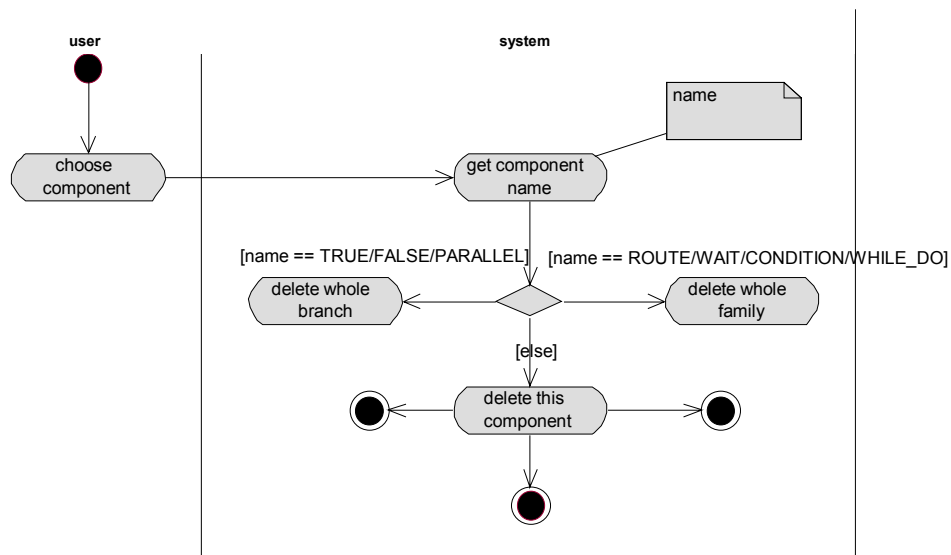 user
system
name
choose
component
get component
name
[name == TRUE/FALSE/PARALLEL]
[name == ROUTE/WAIT/CONDITION/WHILE_DO]
delete whole
branch
delete whole
family
[else]
delete this
component